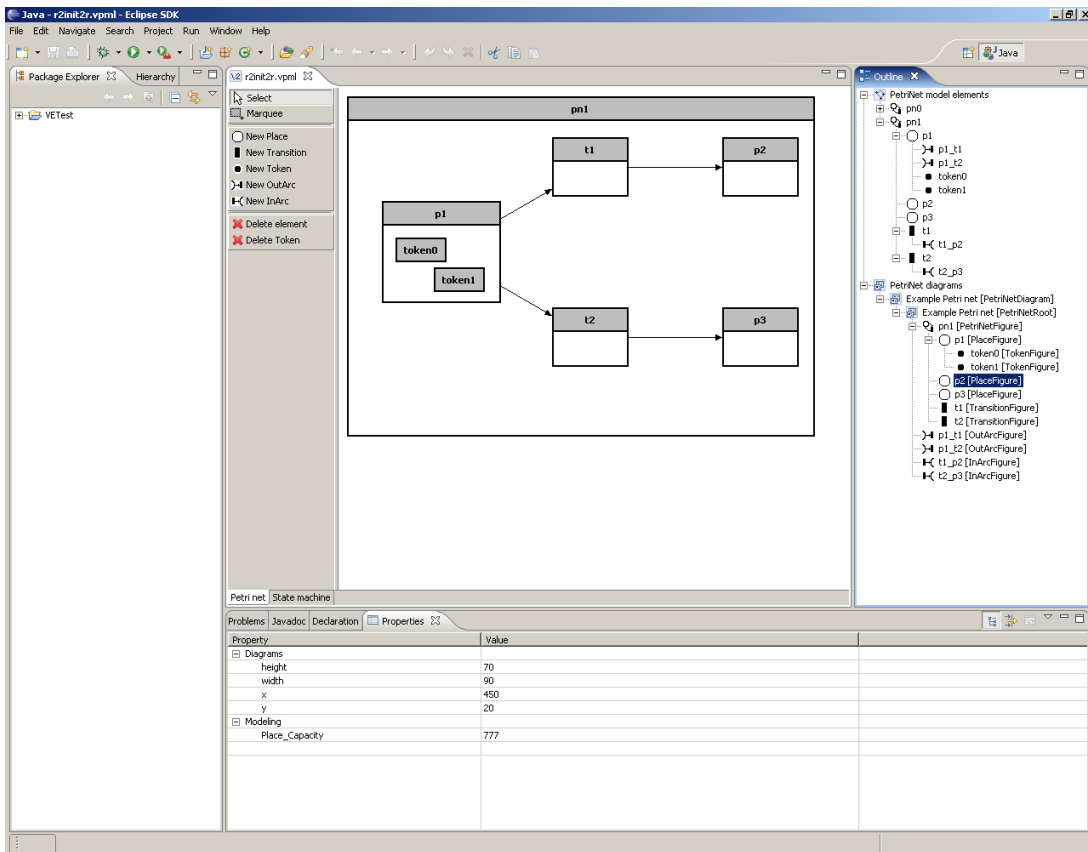 Java - r2init2r.vpml - Eclipse SDK
File Edit Navigate Search Project Run Window Help
Java
Package Explorer Hierarchy
VETest
r2init2r.vpml
Select
Marquee
New Place
New Transition
New Token
New OutArc
New InArc
Delete element
Delete Token
pn1
t1
p2
p1
token0
token1
t2
p3
Petri net State machine
Outline
PetriNet model elements
pn0
pn1
p1
p1_t1
p1_t2
token0
token1
p2
p3
t1
t1_p2
t2
t2_p3
PetriNet diagrams
Example Petri net [PetriNetDiagram]
Example Petri net [PetriNetRoot]
pn1 [PetriNetFigure]
p1 [PlaceFigure]
token0 [TokenFigure]
token1 [TokenFigure]
p2 [PlaceFigure]
p3 [PlaceFigure]
t1 [TransitionFigure]
t2 [TransitionFigure]
p1_t1 [OutArcFigure]
p1_t2 [OutArcFigure]
t1_p2 [InArcFigure]
t2_p3 [InArcFigure]
Problems Javadoc Declaration Properties
Property Value
Diagrams
height 70
width 90
x 450
y 20
Modeling
Place_Capacity 777